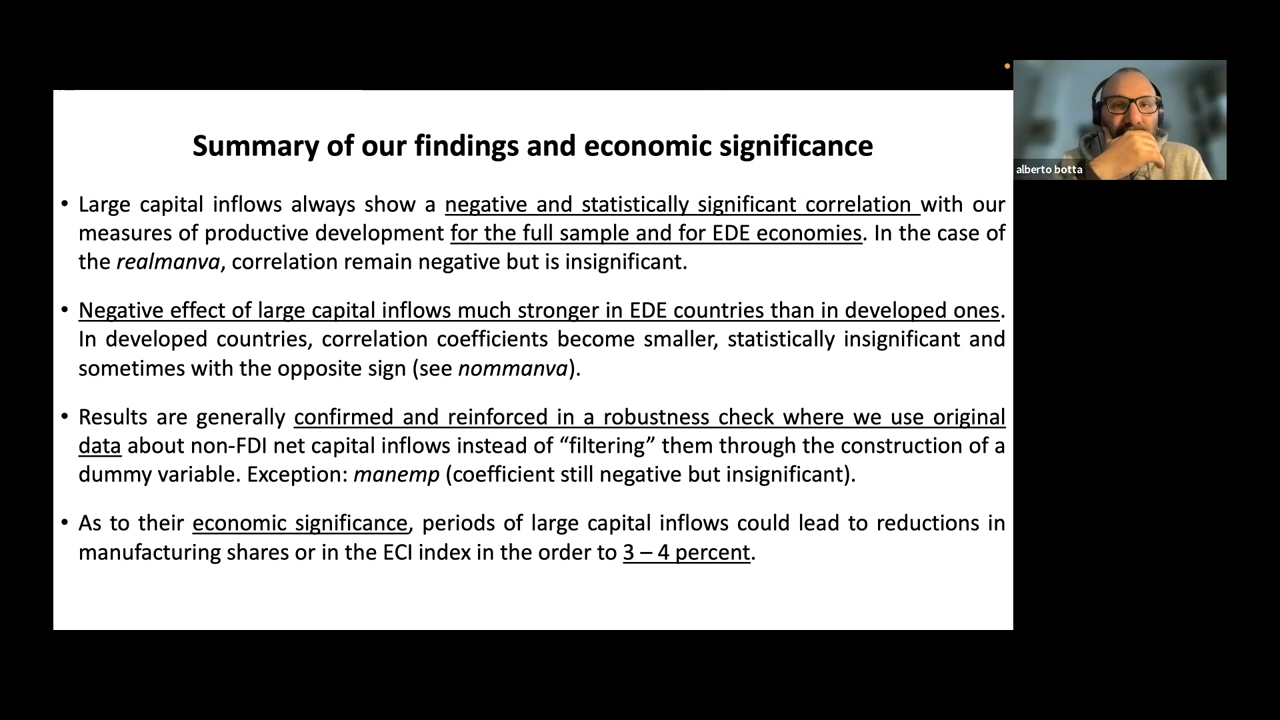 Summary of our findings and economic significance
• Large capital inflows always show a negative and statistically significant correlation with our
measures of productive development for the full sample and for EDE economies. In the case of
the realmanva, correlation remain negative but is insignificant.
• Negative effect of large capital inflows much stronger in EDE countries than in developed ones.
In developed countries, correlation coefficients become smaller, statistically insignificant and
sometimes with the opposite sign (see nommanva).
• Results are generally confirmed and reinforced in a robustness check where we use original
data about non-FDI net capital inflows instead of “filtering” them through the construction of a
dummy variable. Exception: manemp (coefficient still negative but insignificant).
• As to their economic significance, periods of large capital inflows could lead to reductions in
manufacturing shares or in the ECI index in the order to 3 – 4 percent.
alberto botta